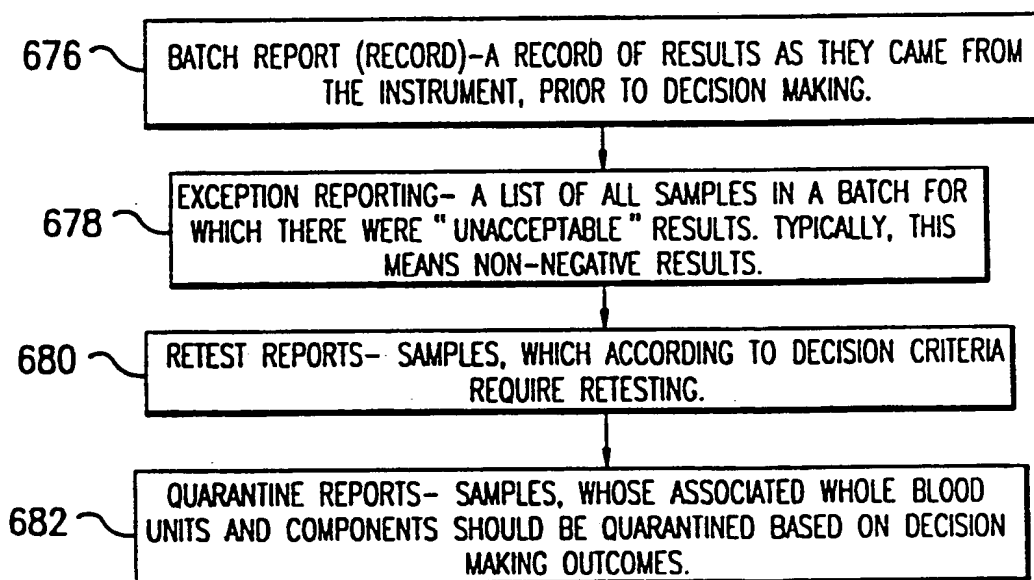 676
BATCH REPORT (RECORD)-A RECORD OF RESULTS AS THEY CAME FROM
THE INSTRUMENT, PRIOR TO DECISION MAKING.
678
EXCEPTION REPORTING- A LIST OF ALL SAMPLES IN A BATCH FOR
WHICH THERE WERE "UNACCEPTABLE" RESULTS. TYPICALLY, THIS
MEANS NON-NEGATIVE RESULTS.
680
RETEST REPORTS- SAMPLES, WHICH ACCORDING TO DECISION CRITERIA
REQUIRE RETESTING.
682
QUARANTINE REPORTS- SAMPLES, WHOSE ASSOCIATED WHOLE BLOOD
UNITS AND COMPONENTS SHOULD BE QUARANTINED BASED ON DECISION
MAKING OUTCOMES.